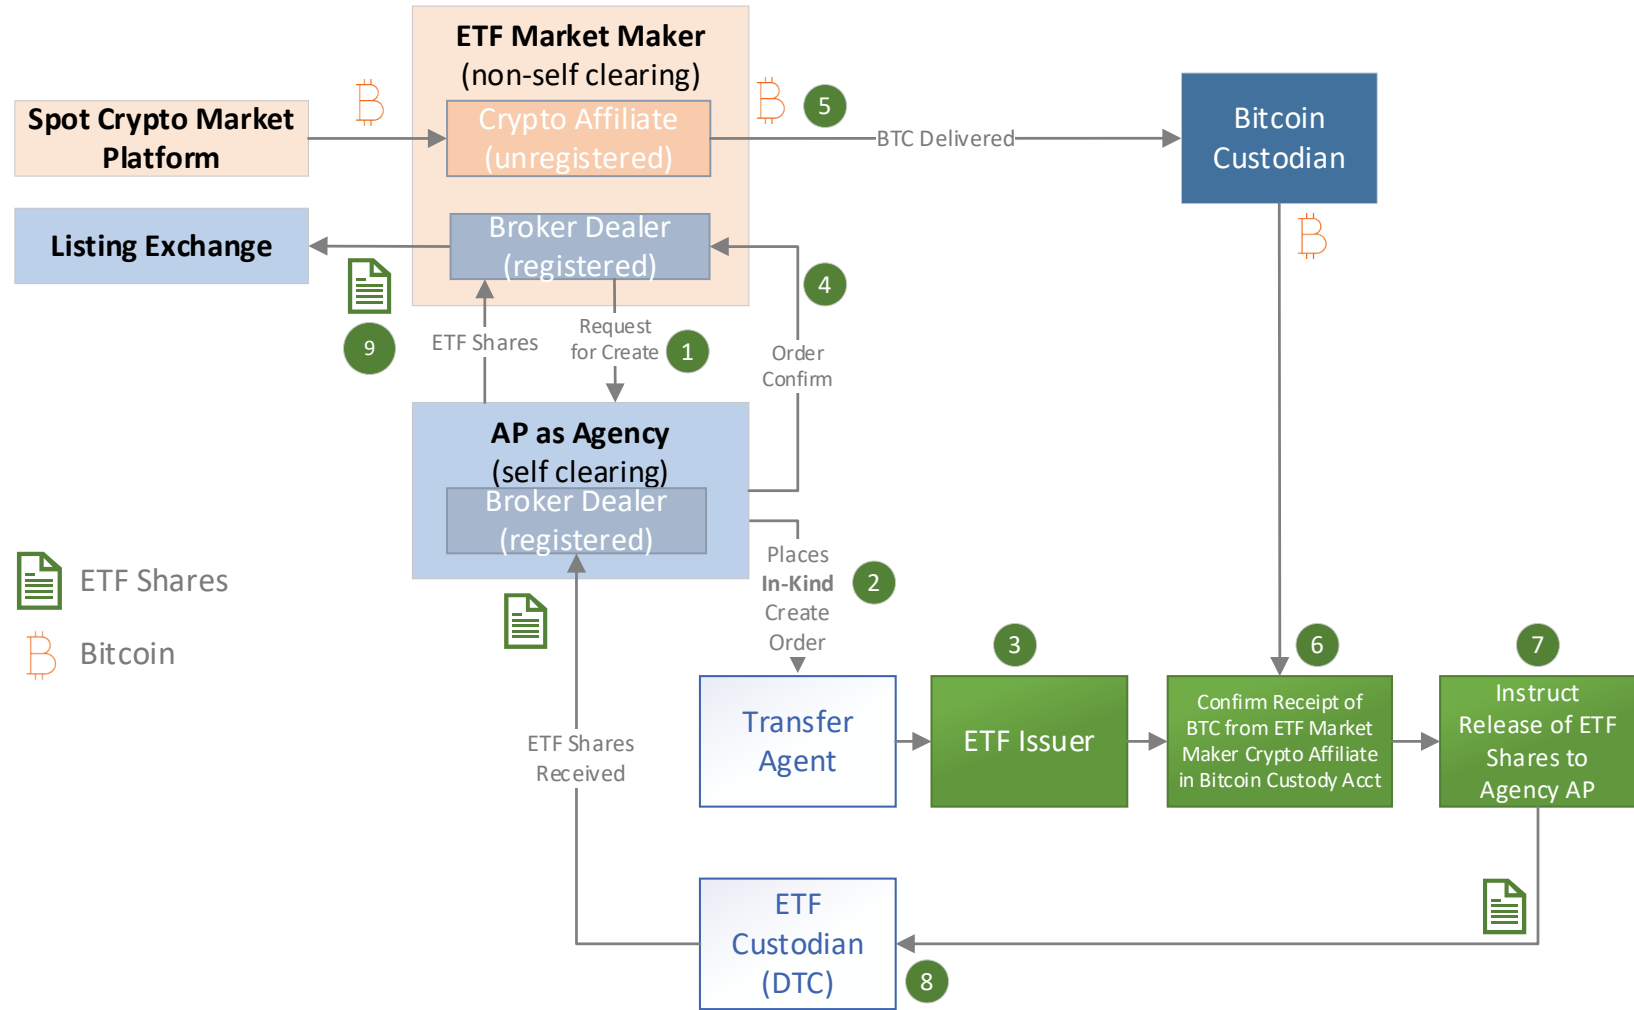 ETF Market Maker
(non-self clearing)
Spot Crypto Market
Platform
Crypto Affiliate
(unregistered)
5
BTC Delivered
Bitcoin
Custodian
Listing Exchange
Broker Dealer
(registered)
4
9
ETF Shares
Request
for Create
1
Order
Confirm
AP as Agency
(self clearing)
Broker Dealer
(registered)
ETF Shares
Bitcoin
Places
In-Kind
Create
Order
2
3
6
7
Transfer
Agent
ETF Issuer
Confirm Receipt of
BTC from ETF Market
Maker Crypto Affiliate
in Bitcoin Custody Acct
Instruct
Release of ETF
Shares to
Agency AP
ETF Shares
Received
ETF
Custodian
(DTC)
8